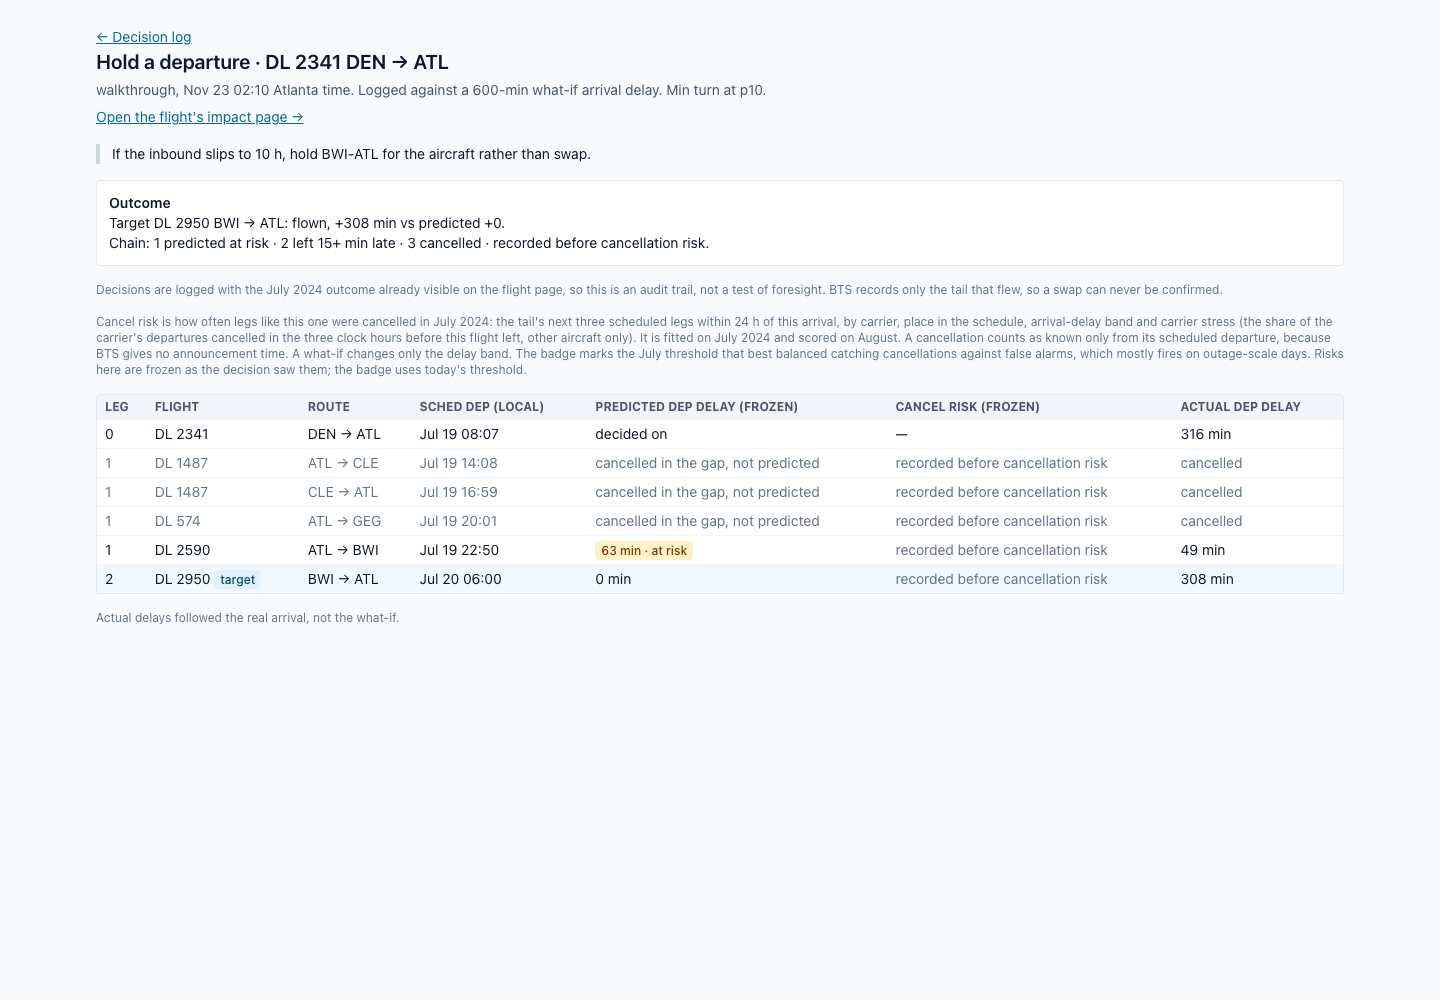 ← Decision log
Hold a departure · DL 2341 DEN → ATL
walkthrough, Nov 23 02:10 Atlanta time. Logged against a 600-min what-if arrival delay. Min turn at p10.
Open the flight's impact page →
If the inbound slips to 10 h, hold BWI-ATL for the aircraft rather than swap.
Outcome
Target DL 2950 BWI → ATL: flown, +308 min vs predicted +0.
Chain: 1 predicted at risk · 2 left 15+ min late · 3 cancelled · recorded before cancellation risk.
Decisions are logged with the July 2024 outcome already visible on the flight page, so this is an audit trail, not a test of foresight. BTS records only the tail that flew, so a swap can never be confirmed.
Cancel risk is how often legs like this one were cancelled in July 2024: the tail's next three scheduled legs within 24 h of this arrival, by carrier, place in the schedule, arrival-delay band and carrier stress (the share of the
carrier's departures cancelled in the three clock hours before this flight left, other aircraft only). It is fitted on July 2024 and scored on August. A cancellation counts as known only from its scheduled departure, because
BTS gives no announcement time. A what-if changes only the delay band. The badge marks the July threshold that best balanced catching cancellations against false alarms, which mostly fires on outage-scale days. Risks
here are frozen as the decision saw them; the badge uses today's threshold.
LEG FLIGHT ROUTE SCHED DEP (LOCAL) PREDICTED DEP DELAY (FROZEN) CANCEL RISK (FROZEN) ACTUAL DEP DELAY
0 DL 2341 DEN → ATL Jul 19 08:07 decided on — 316 min
1 DL 1487 ATL → CLE Jul 19 14:08 cancelled in the gap, not predicted recorded before cancellation risk cancelled
1 DL 1487 CLE → ATL Jul 19 16:59 cancelled in the gap, not predicted recorded before cancellation risk cancelled
1 DL 574 ATL → GEG Jul 19 20:01 cancelled in the gap, not predicted recorded before cancellation risk cancelled
1 DL 2590 ATL → BWI Jul 19 22:50 63 min · at risk recorded before cancellation risk 49 min
2 DL 2950 target BWI → ATL Jul 20 06:00 0 min recorded before cancellation risk 308 min
Actual delays followed the real arrival, not the what-if.